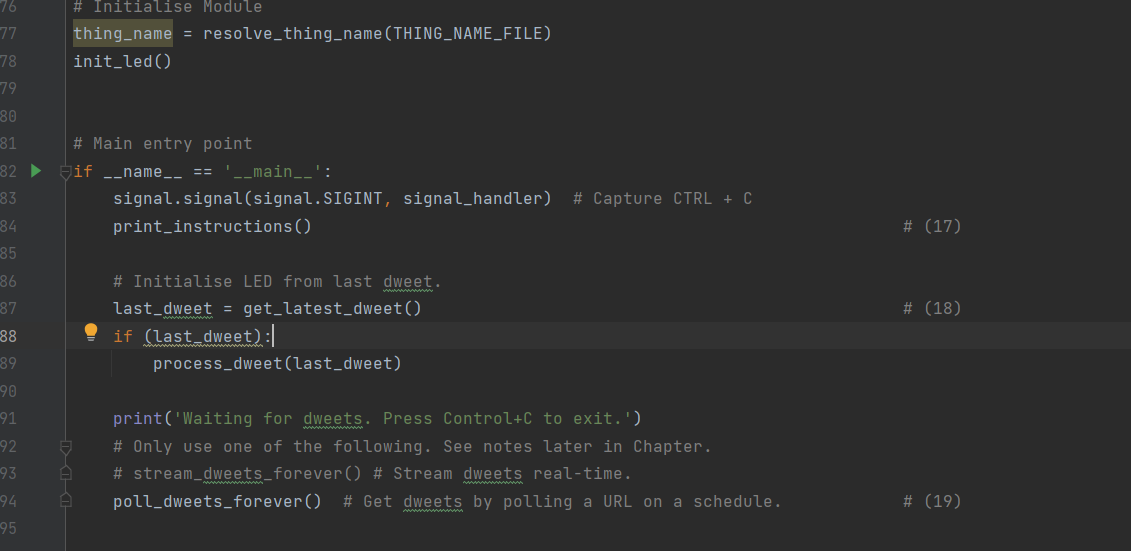 76 # Initialise Module
77 thing_name = resolve_thing_name(THING_NAME_FILE)
78 init_led()
79
80
81 # Main entry point
82 if __name__ == '__main__':
83     signal.signal(signal.SIGINT, signal_handler)  # Capture CTRL + C
84     print_instructions()                                                           # (17)
85
86     # Initialise LED from last dweet.
87     last_dweet = get_latest_dweet()                                                # (18)
88     if (last_dweet):
89         process_dweet(last_dweet)
90
91     print('Waiting for dweets. Press Control+C to exit.')
92     # Only use one of the following. See notes later in Chapter.
93     # stream_dweets_forever() # Stream dweets real-time.
94     poll_dweets_forever()  # Get dweets by polling a URL on a schedule.            # (19)
95